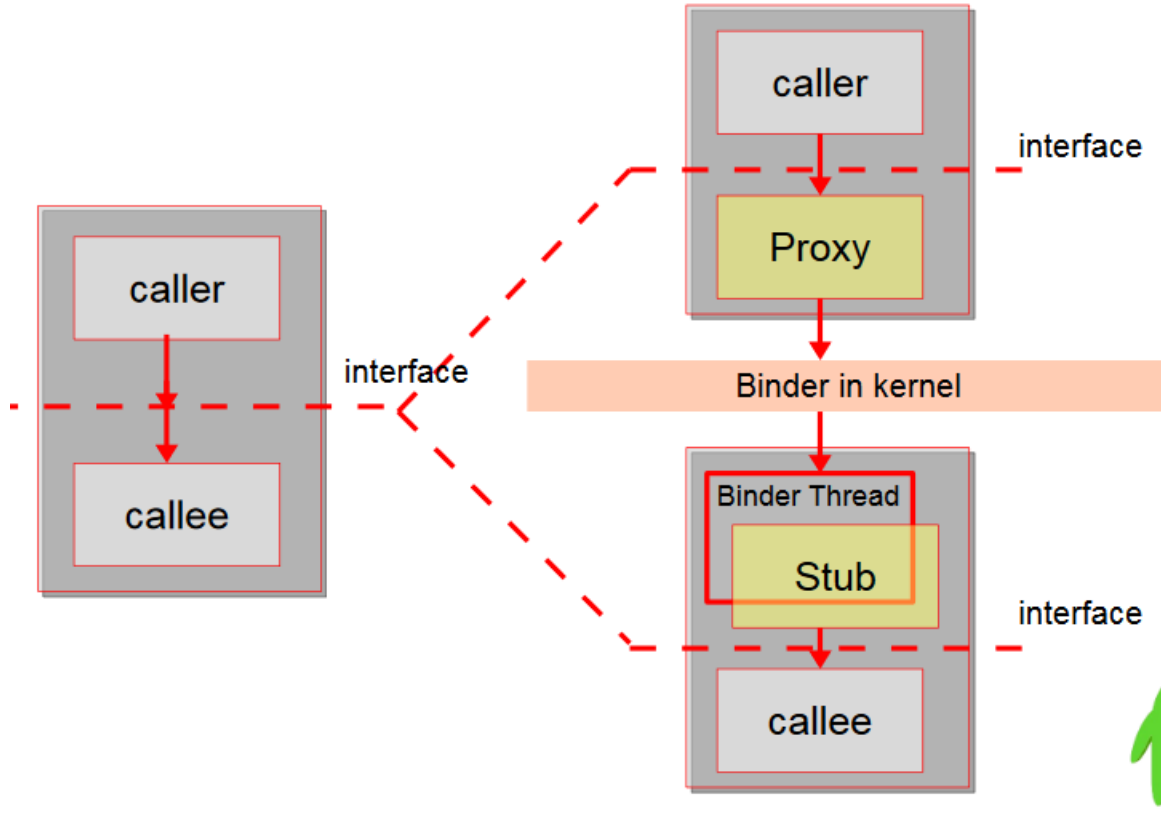 caller
interface
callee
caller
interface
Proxy
Binder in kernel
Binder Thread
Stub
interface
callee